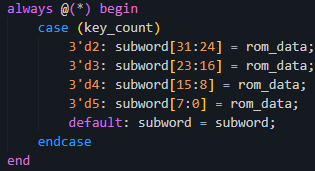 always @(*) begin
    case (key_count)
        3'd2: subword[31:24] = rom_data;
        3'd3: subword[23:16] = rom_data;
        3'd4: subword[15:8] = rom_data;
        3'd5: subword[7:0] = rom_data;
        default: subword = subword;
    endcase
end